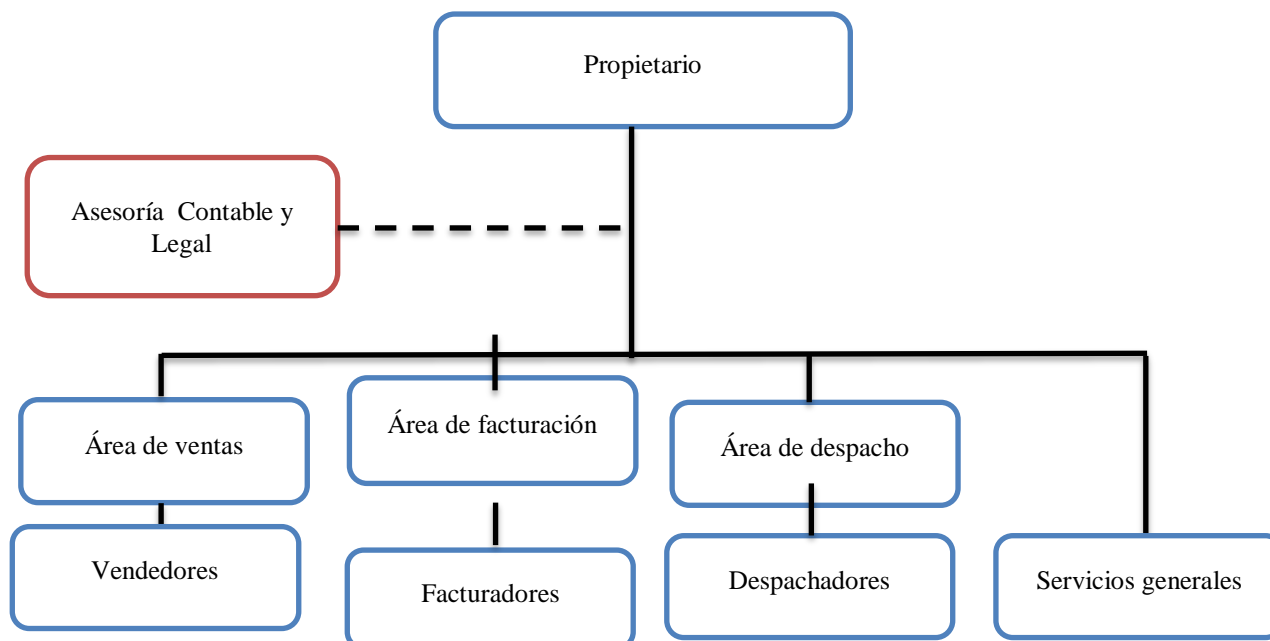 Propietario
Asesoría Contable y
Legal
Área de ventas
Área de facturación
Área de despacho
Vendedores
Facturadores
Despachadores
Servicios generales